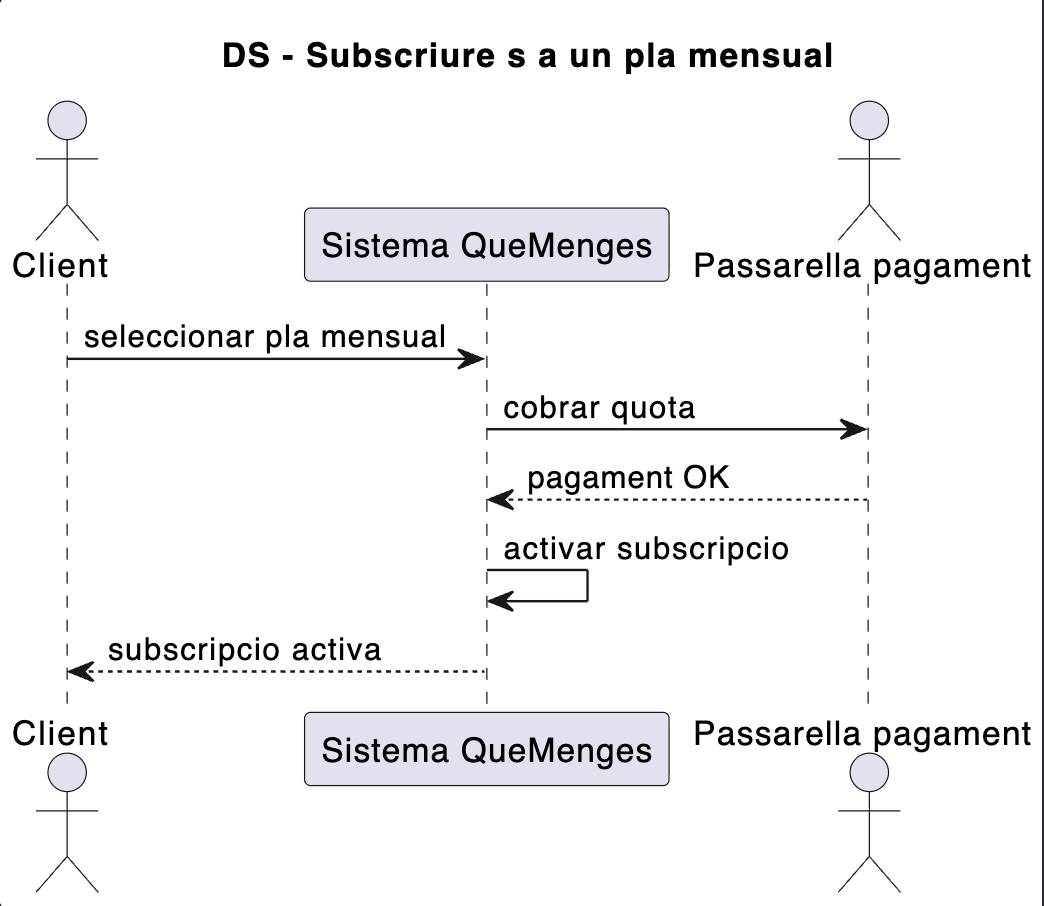 DS - Subscriure s a un pla mensual
Client
Sistema QueMenges
Passarella pagament
seleccionar pla mensual
cobrar quota
pagament OK
activar subscripcio
subscripcio activa
Client
Sistema QueMenges
Passarella pagament